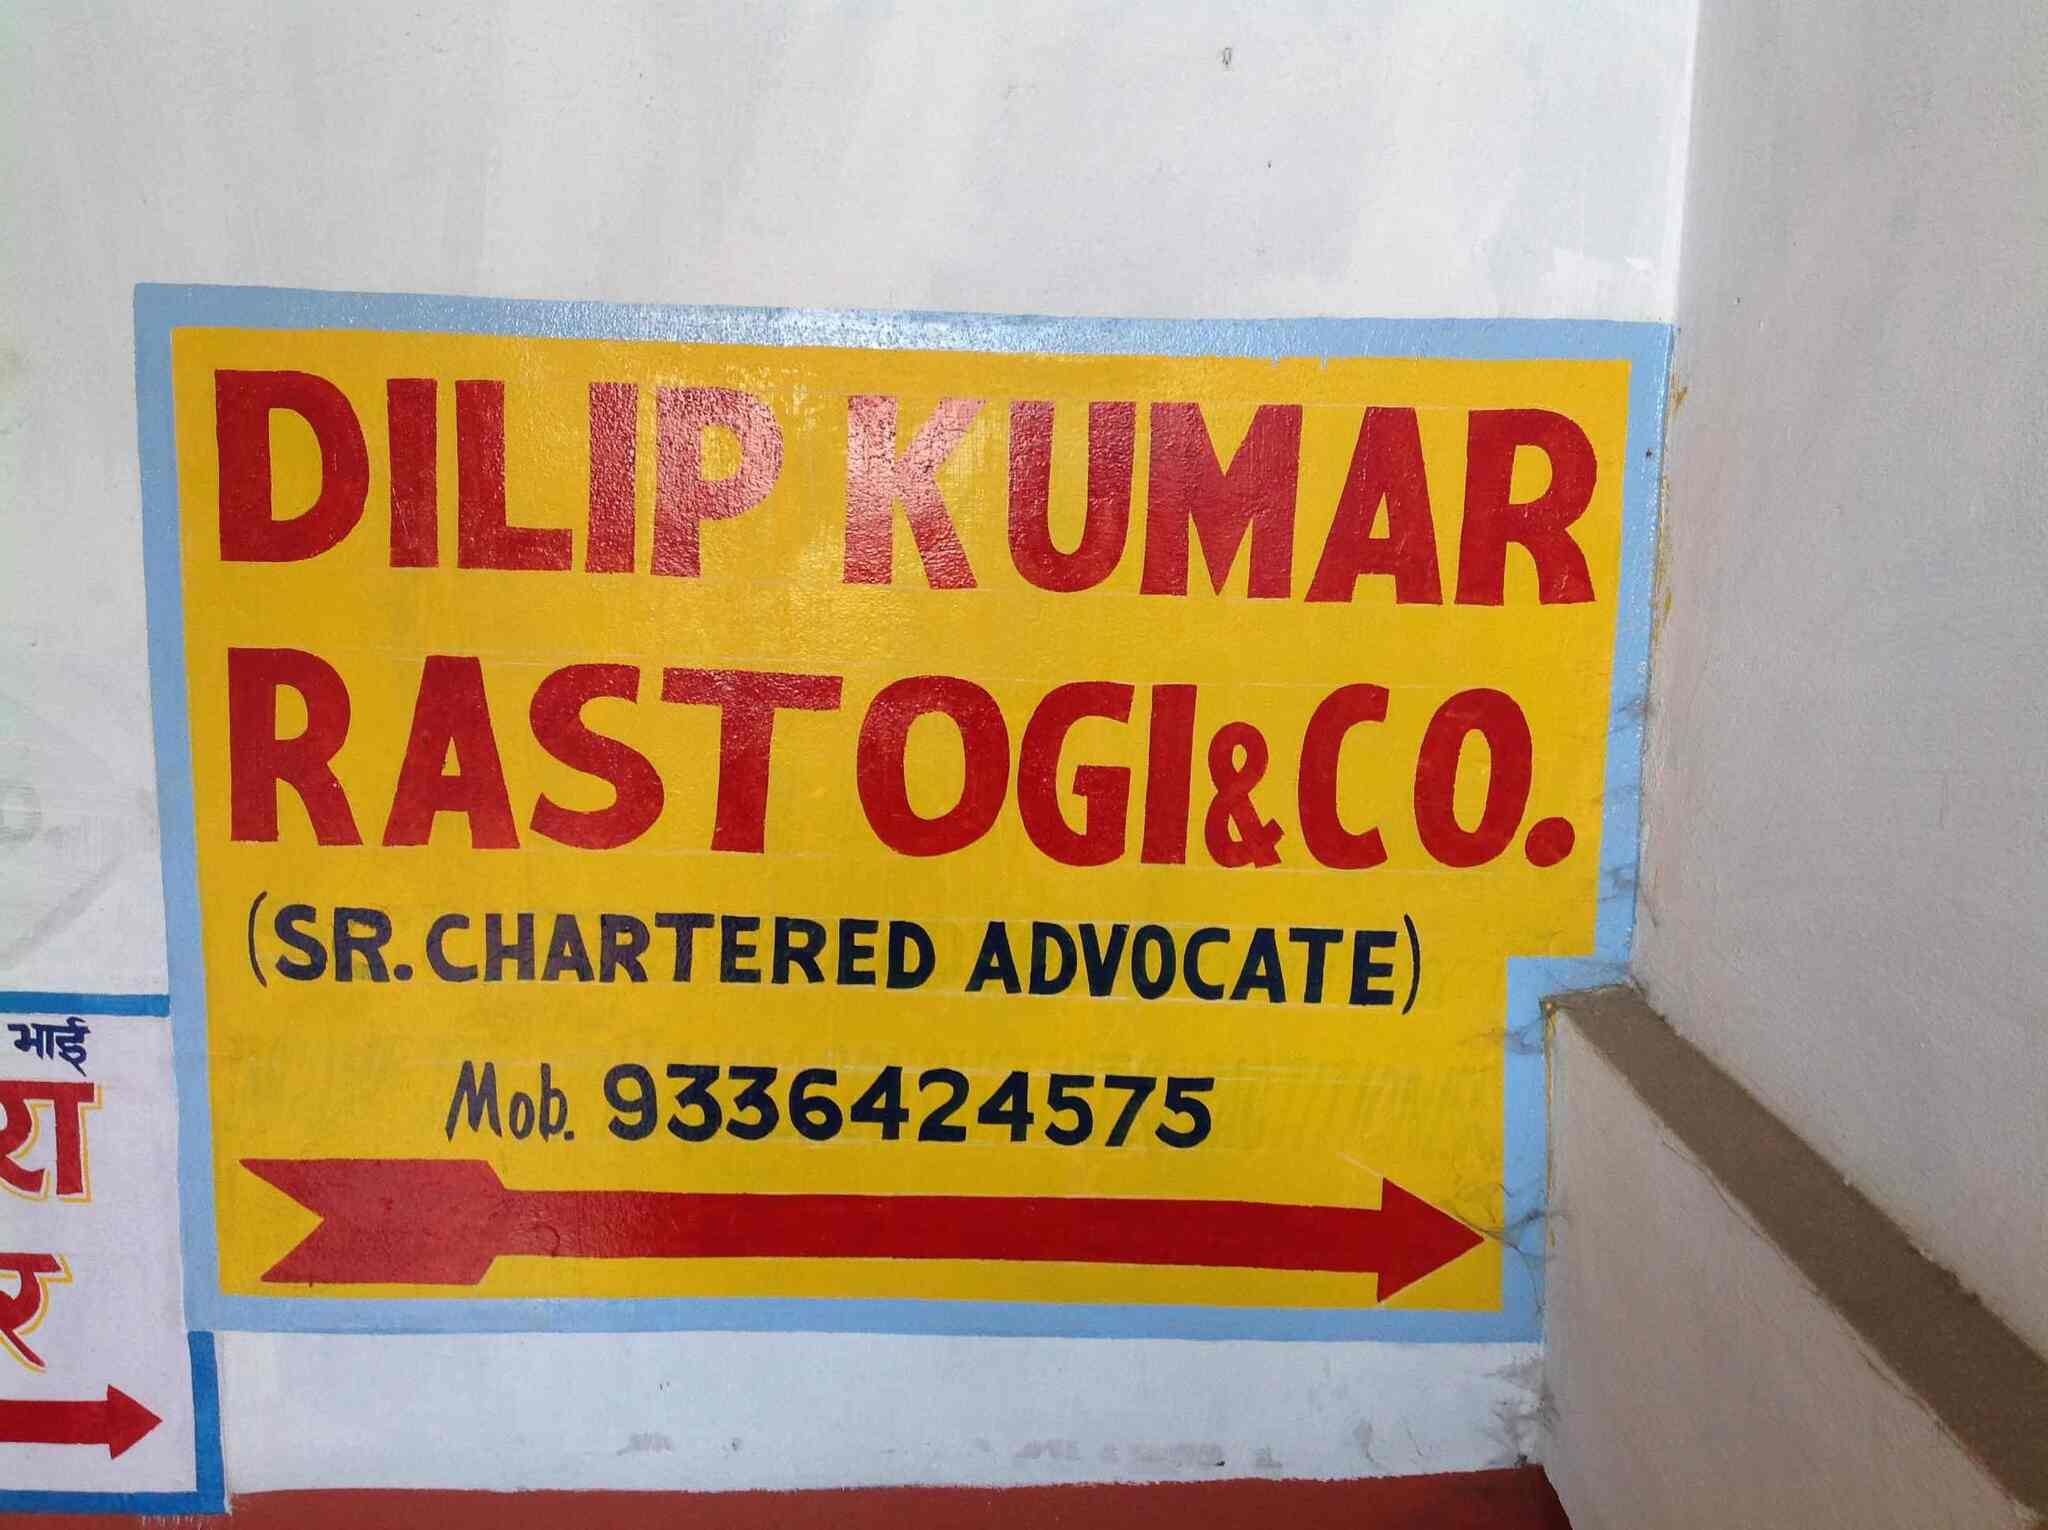 DILIP KUMAR
RASTOGI & CO.
(SR. CHARTERED ADVOCATE)
Mob. 9336424575
भाई